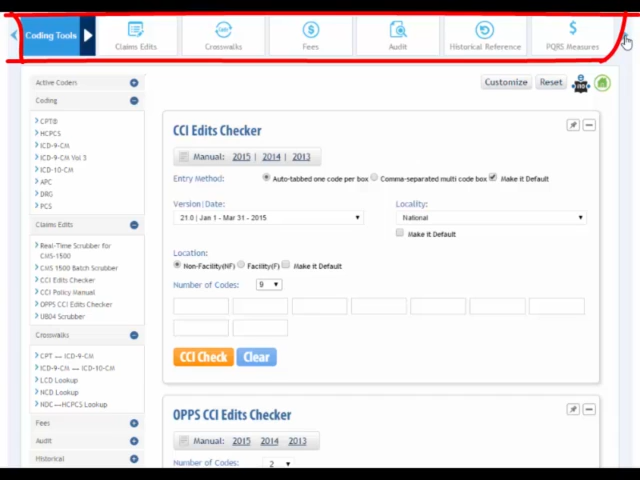 Coding Tools
Claims Edits
Crosswalks
Fees
Audit
Historical Reference
PQRS Measures
Active Coders
Coding
CPT®
HCPCS
ICD-9-CM
ICD-9-CM Vol 3
ICD-10-CM
APC
DRG
PCS
Claims Edits
Real-Time Scrubber for
CMS-1500
CMS 1500 Batch Scrubber
CCI Edits Checker
CCI Policy Manual
OPPS CCI Edits Checker
UB04 Scrubber
Crosswalks
CPT ↔ ICD-9-CM
ICD-9-CM ↔ ICD-10-CM
LCD Lookup
NCD Lookup
NDC↔HCPCS Lookup
Fees
Audit
Historical
Customize
Reset
CCI Edits Checker
Manual: 2015 | 2014 | 2013
Entry Method: Auto-tabbed one code per box Comma-separated multi code box Make it Default
Version|Date: Locality:
21.0 | Jan 1 - Mar 31 - 2015 National
Make it Default
Location:
Non-Facility(NF) Facility(F) Make it Default
Number of Codes: 9
CCI Check Clear
OPPS CCI Edits Checker
Manual: 2015 2014 2013
Number of Codes: 2